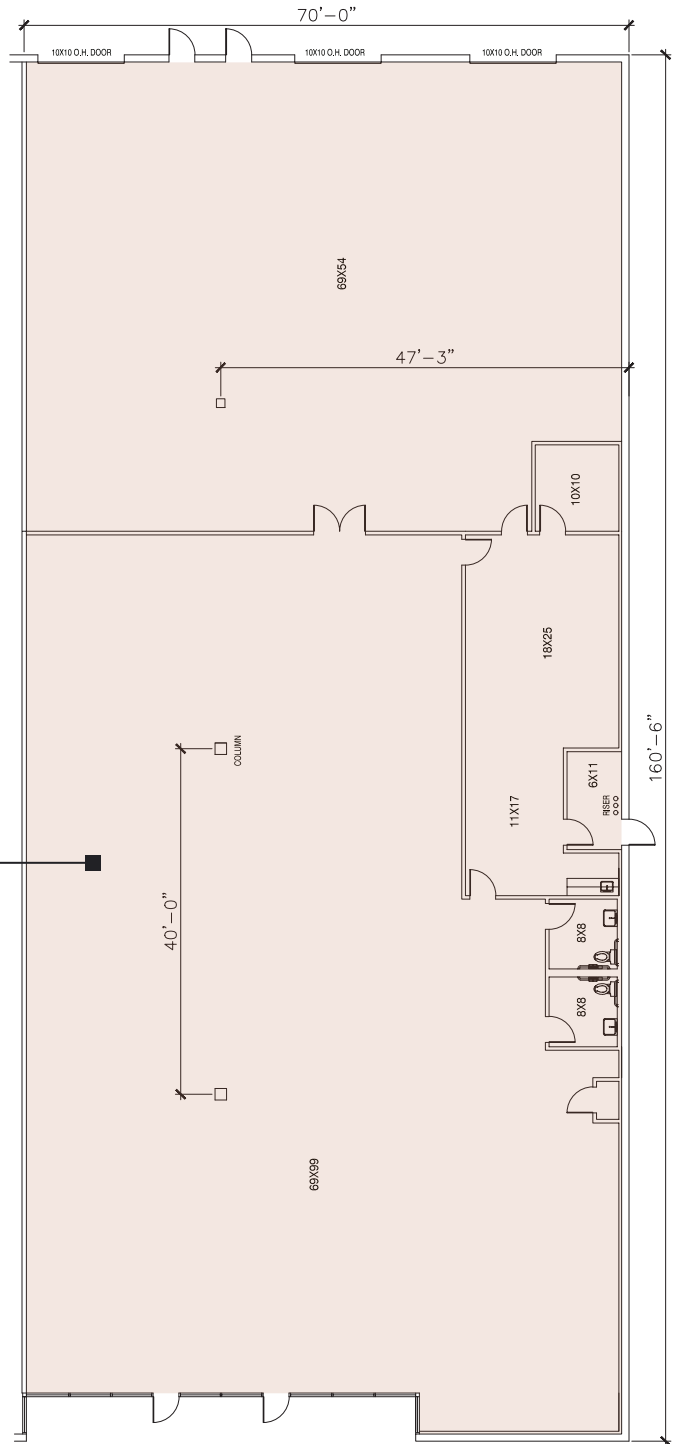 70'-0"
10X10 O.H. DOOR
10X10 O.H. DOOR
10X10 O.H. DOOR
69X54
47'-3"
10X10
18X25
COLUMN
160'-6"
6X11
RISER
11X17
40'-0"
8X8
8X8
69X99